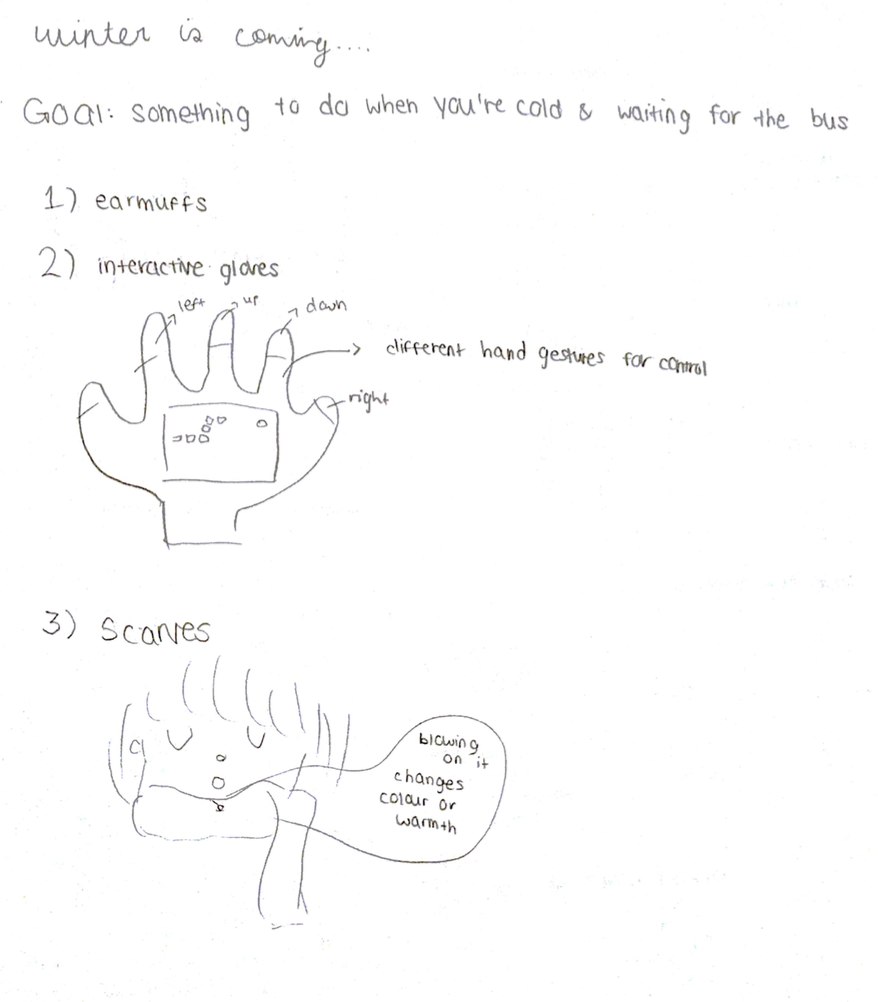 winter is coming....
GOAl: something to do when you're cold & waiting for the bus
1) earmuffs
2) interactive gloves
left
up
down
different hand gestures for control
right
3) Scarves
blowing
on it
changes
colour or
warmth